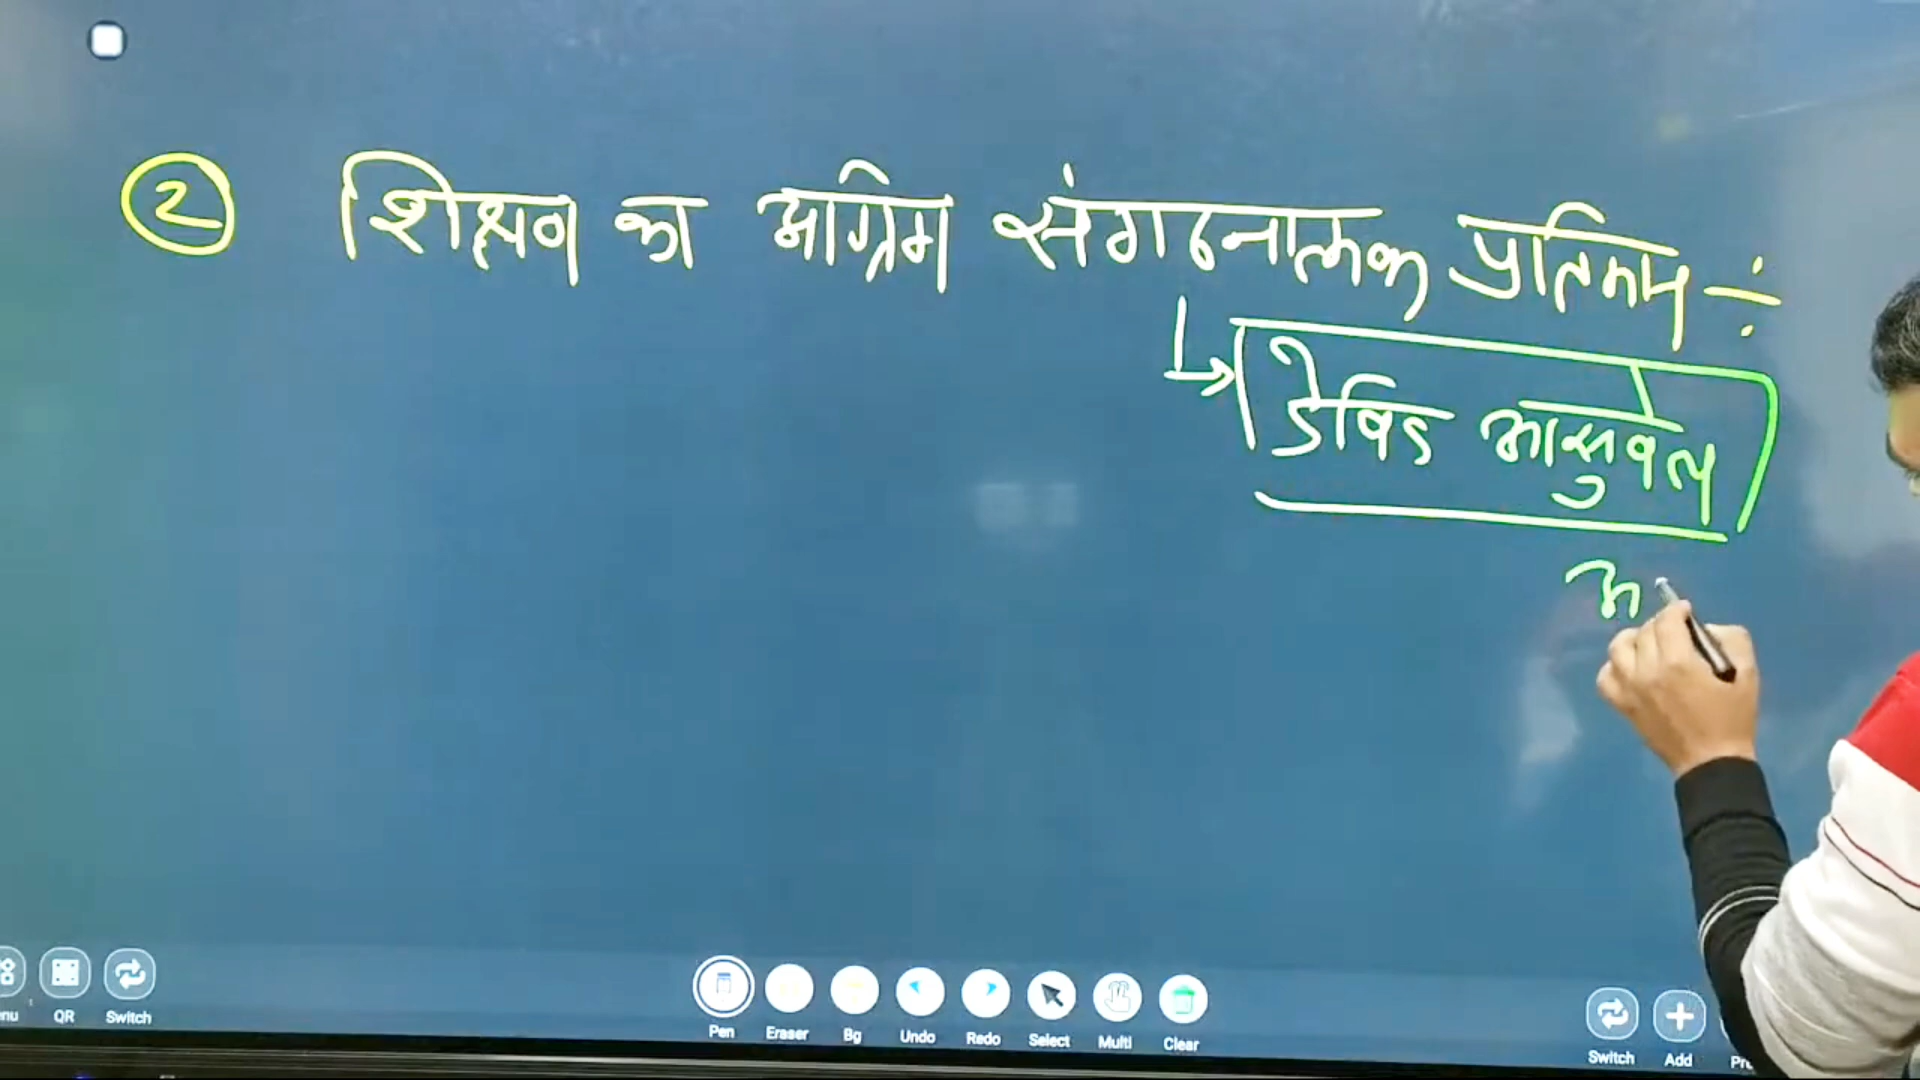 2 शिक्षण का अग्रिम संगठनात्मक प्रतिमान ÷
डेविड आसुवेल
अ
nu QR Switch Pen Eraser Bg Undo Redo Select Multi Clear Switch Add